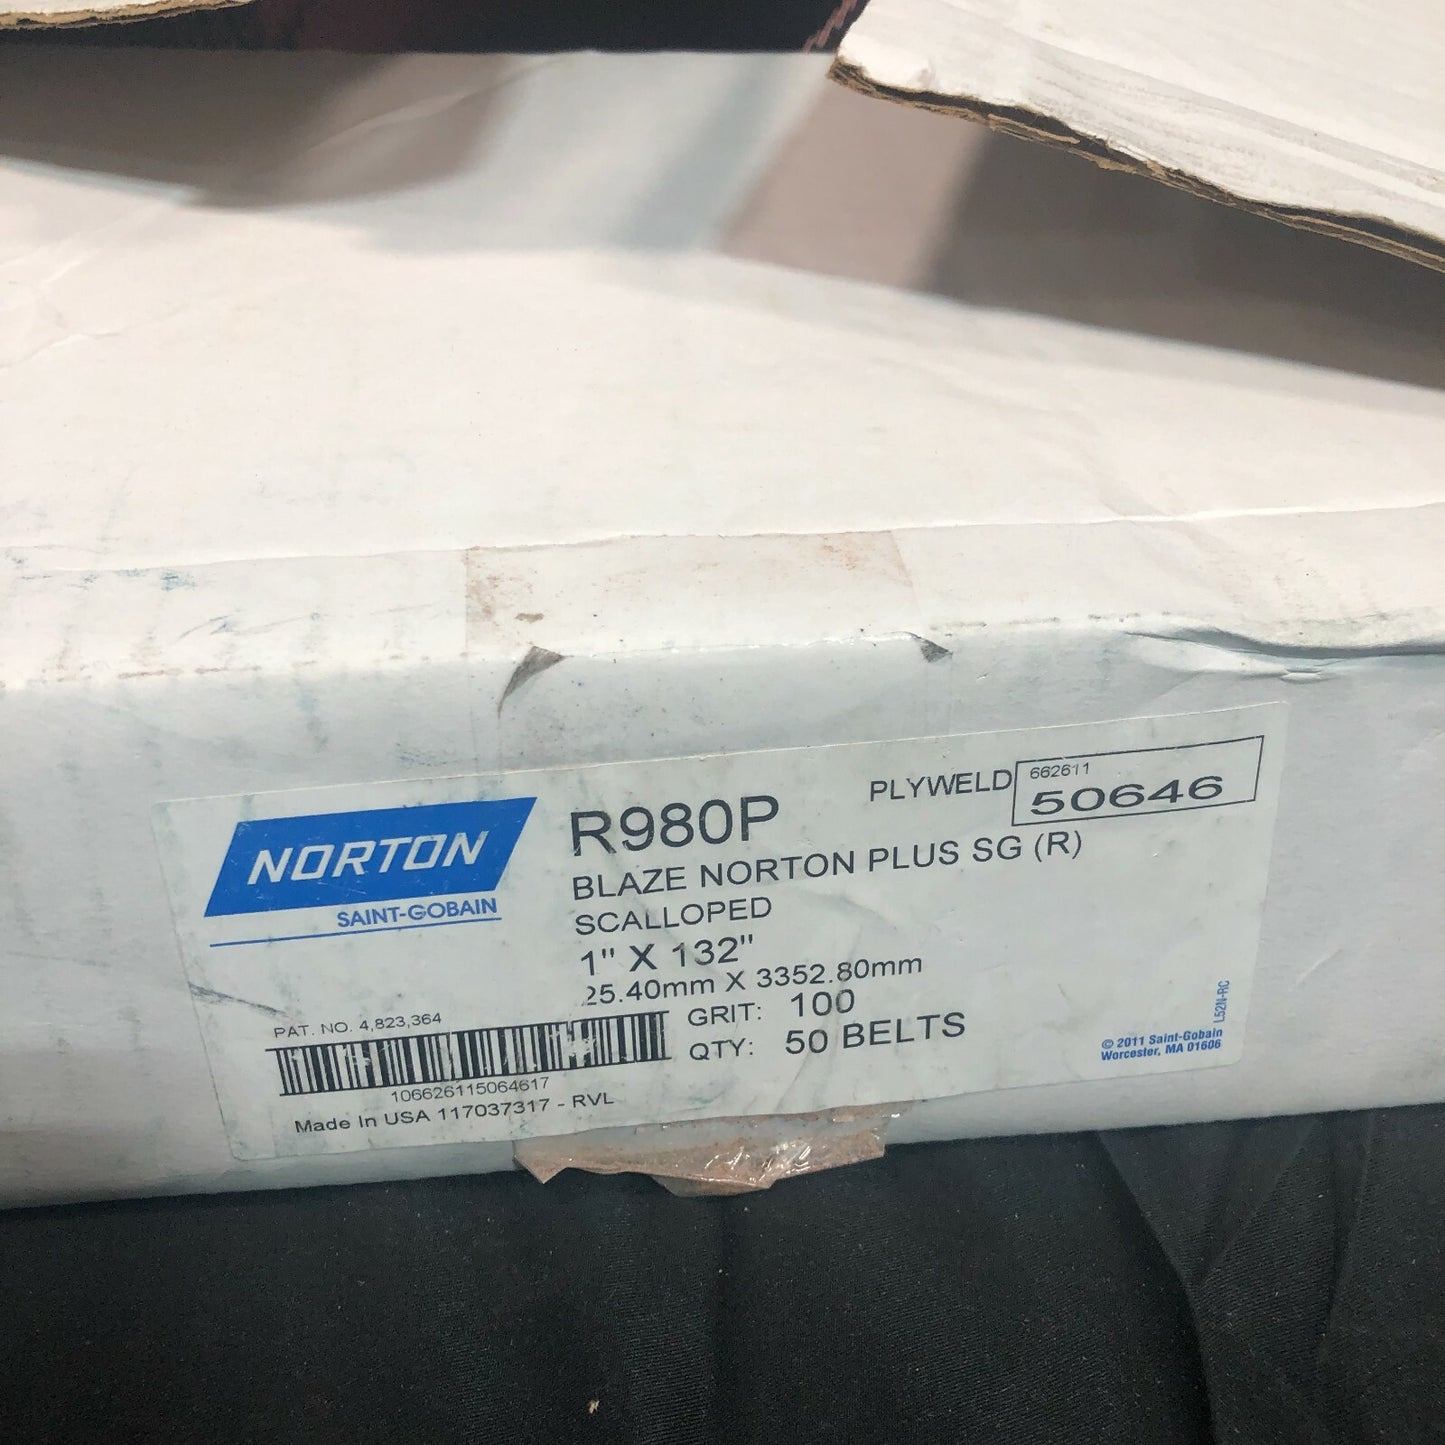 NORTON
SAINT-GOBAIN
R980P
PLYWELD
662611
50646
BLAZE NORTON PLUS SG (R)
SCALLOPED
1" X 132"
25.40mm X 3352.80mm
GRIT: 100
QTY: 50 BELTS
PAT. NO. 4,823,364
106626115064617
Made In USA 117037317 - RVL
© 2011 Saint-Gobain
Worcester, MA 01606
L52N-RC